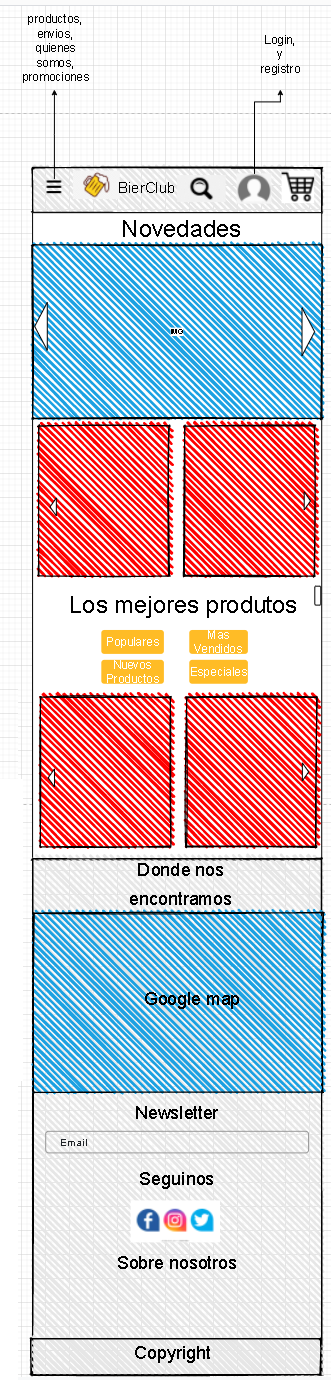 productos,
envios,
quienes
somos,
promociones
Login,
y
registro
BierClub
Novedades
IMG
Los mejores produtos
Populares
Mas
Vendidos
Nuevos
Productos
Especiales
Donde nos
encontramos
Google map
Newsletter
Email
Seguinos
Sobre nosotros
Copyright